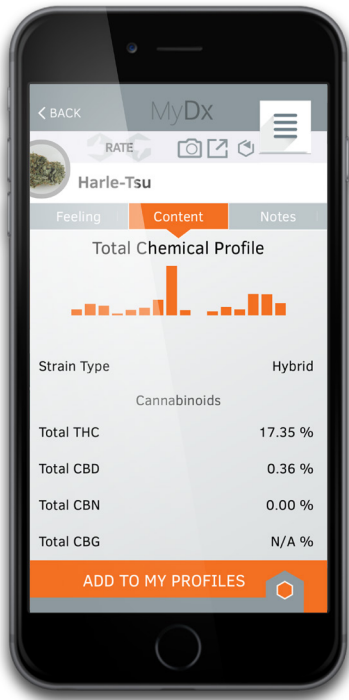 < BACK
MyDx
RATE
Harle-Tsu
Feeling
Content
Notes
Total Chemical Profile
Strain Type
Hybrid
Cannabinoids
Total THC
17.35 %
Total CBD
0.36 %
Total CBN
0.00 %
Total CBG
N/A %
ADD TO MY PROFILES